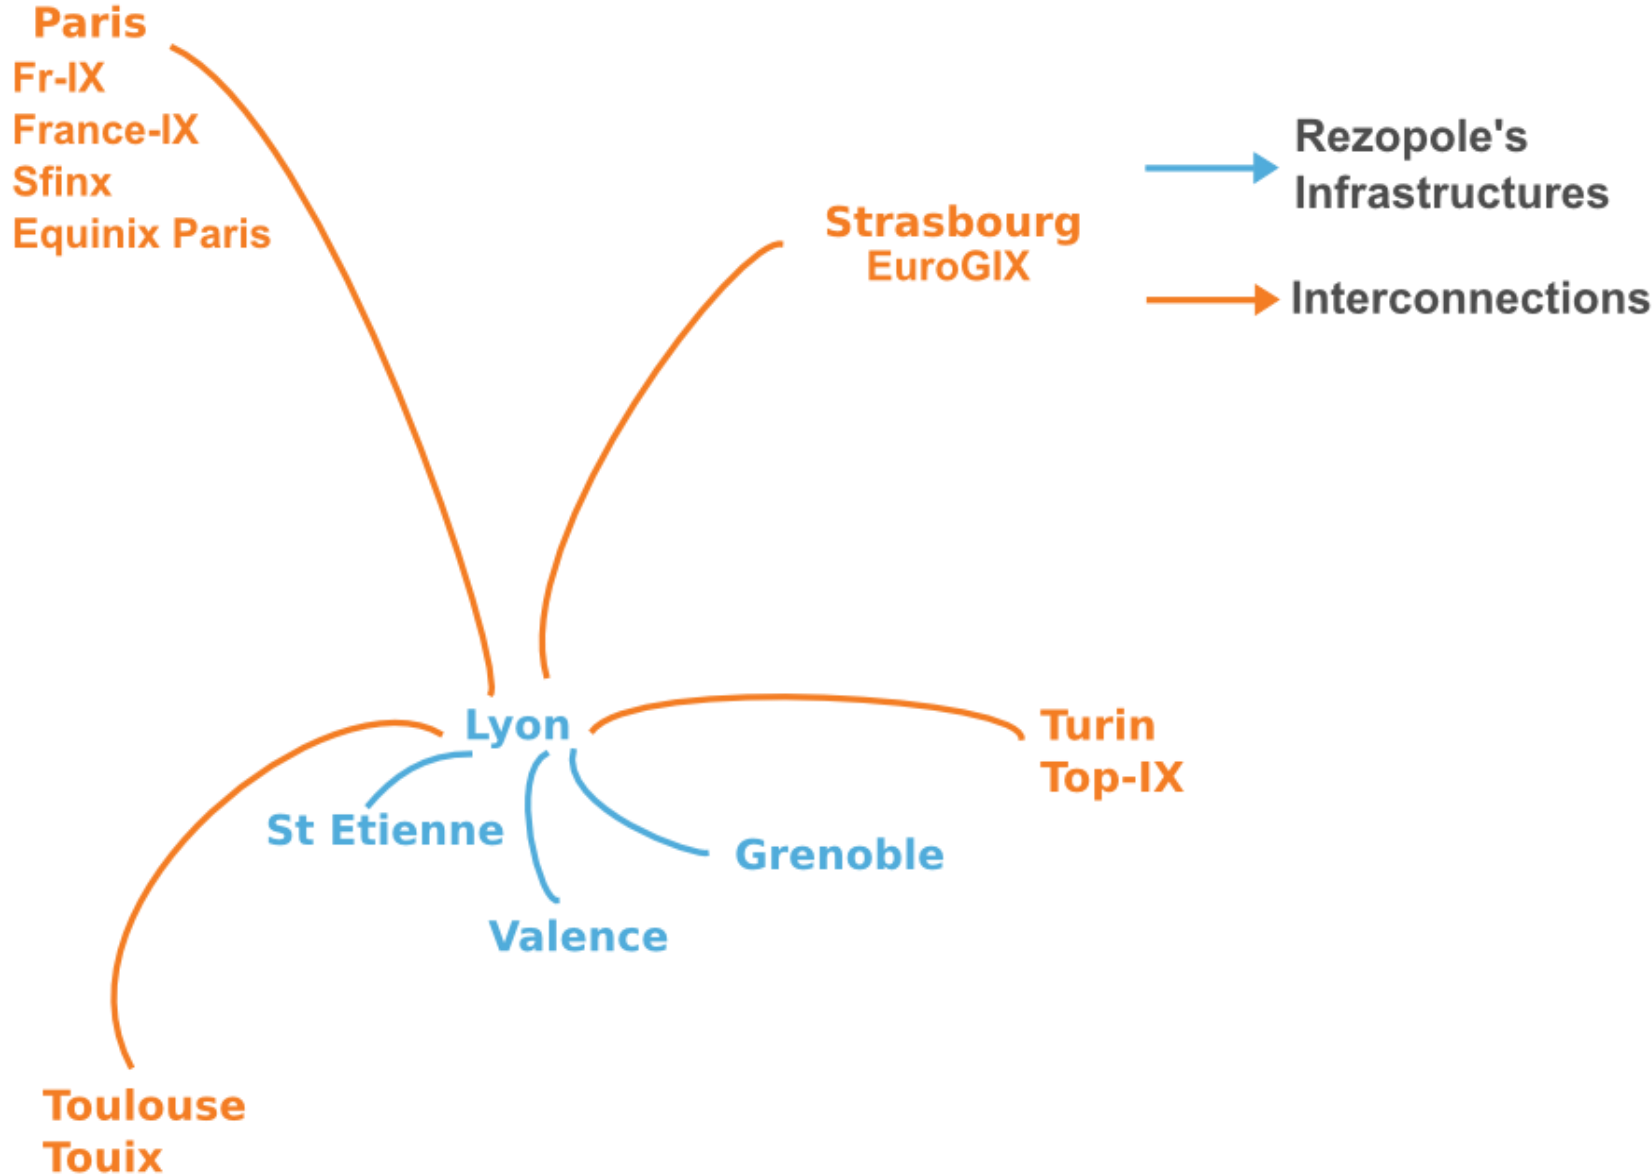 Paris
Fr-IX
France-IX
Sfinx
Equinix Paris
Rezopole's
Infrastructures
Strasbourg
EuroGIX
Interconnections
Lyon
Turin
Top-IX
St Etienne
Grenoble
Valence
Toulouse
Touix